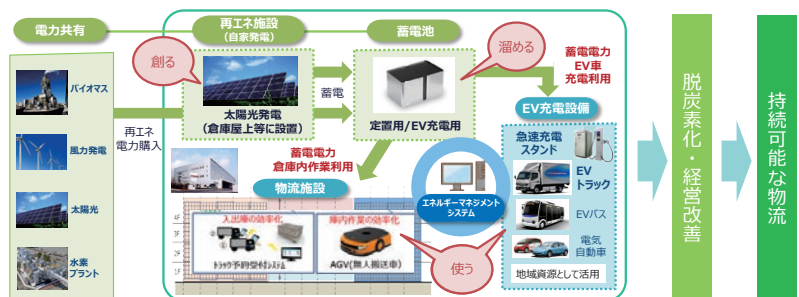 電力共有
バイオマス
風力発電
太陽光
水素
プラント
再エネ
電力購入
再エネ施設
(自家発電)
創る
太陽光発電
(倉庫屋上等に設置)
蓄電
蓄電池
溜める
定置用/EV充電用
蓄電電力
EV車
充電利用
蓄電電力
倉庫内作業利用
物流施設
4F
3F
2F
1F
入出庫の効率化
トラック予約受付システム
庫内作業の効率化
AGV(無人搬送車)
エネルギーマネジメント
システム
使う
EV充電設備
急速充電
スタンド
EV
トラック
EVバス
電気
自動車
地域資源として活用
脱炭素化・経営改善
持続可能な物流